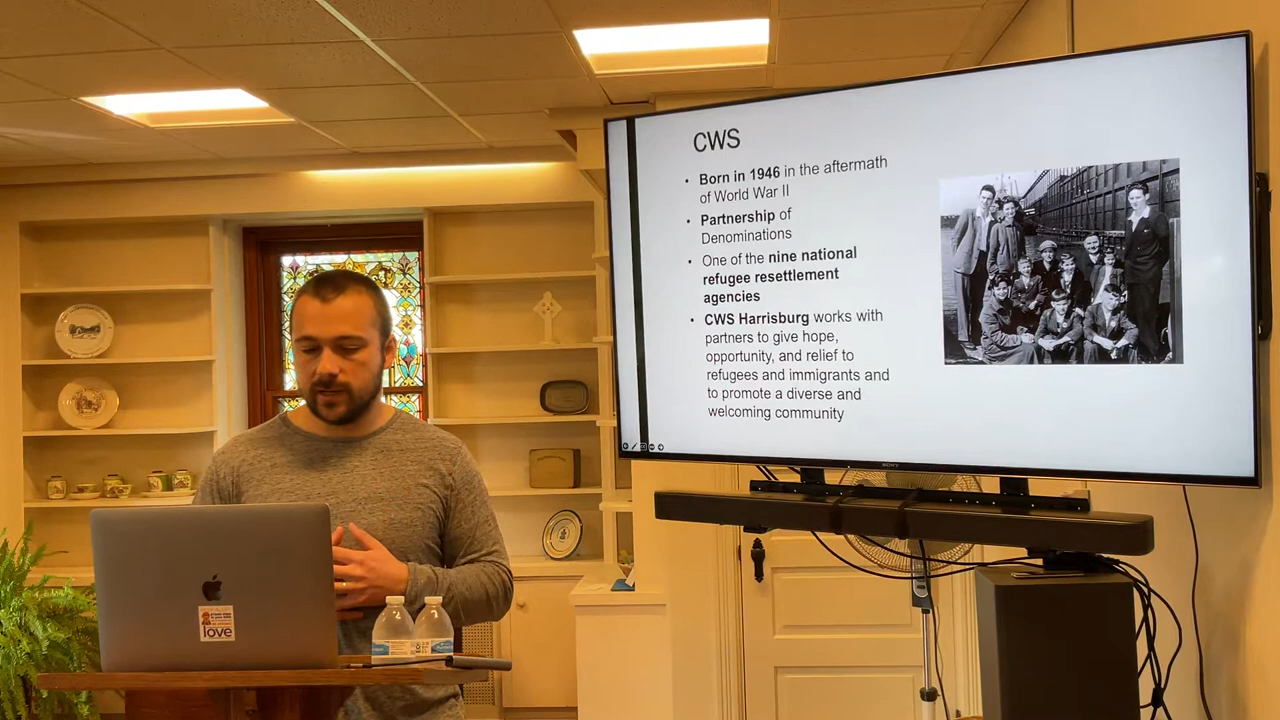 CWS
• Born in 1946 in the aftermath
of World War II
• Partnership of
Denominations
• One of the nine national
refugee resettlement
agencies
• CWS Harrisburg works with
partners to give hope,
opportunity, and relief to
refugees and immigrants and
to promote a diverse and
welcoming community
SONY
love